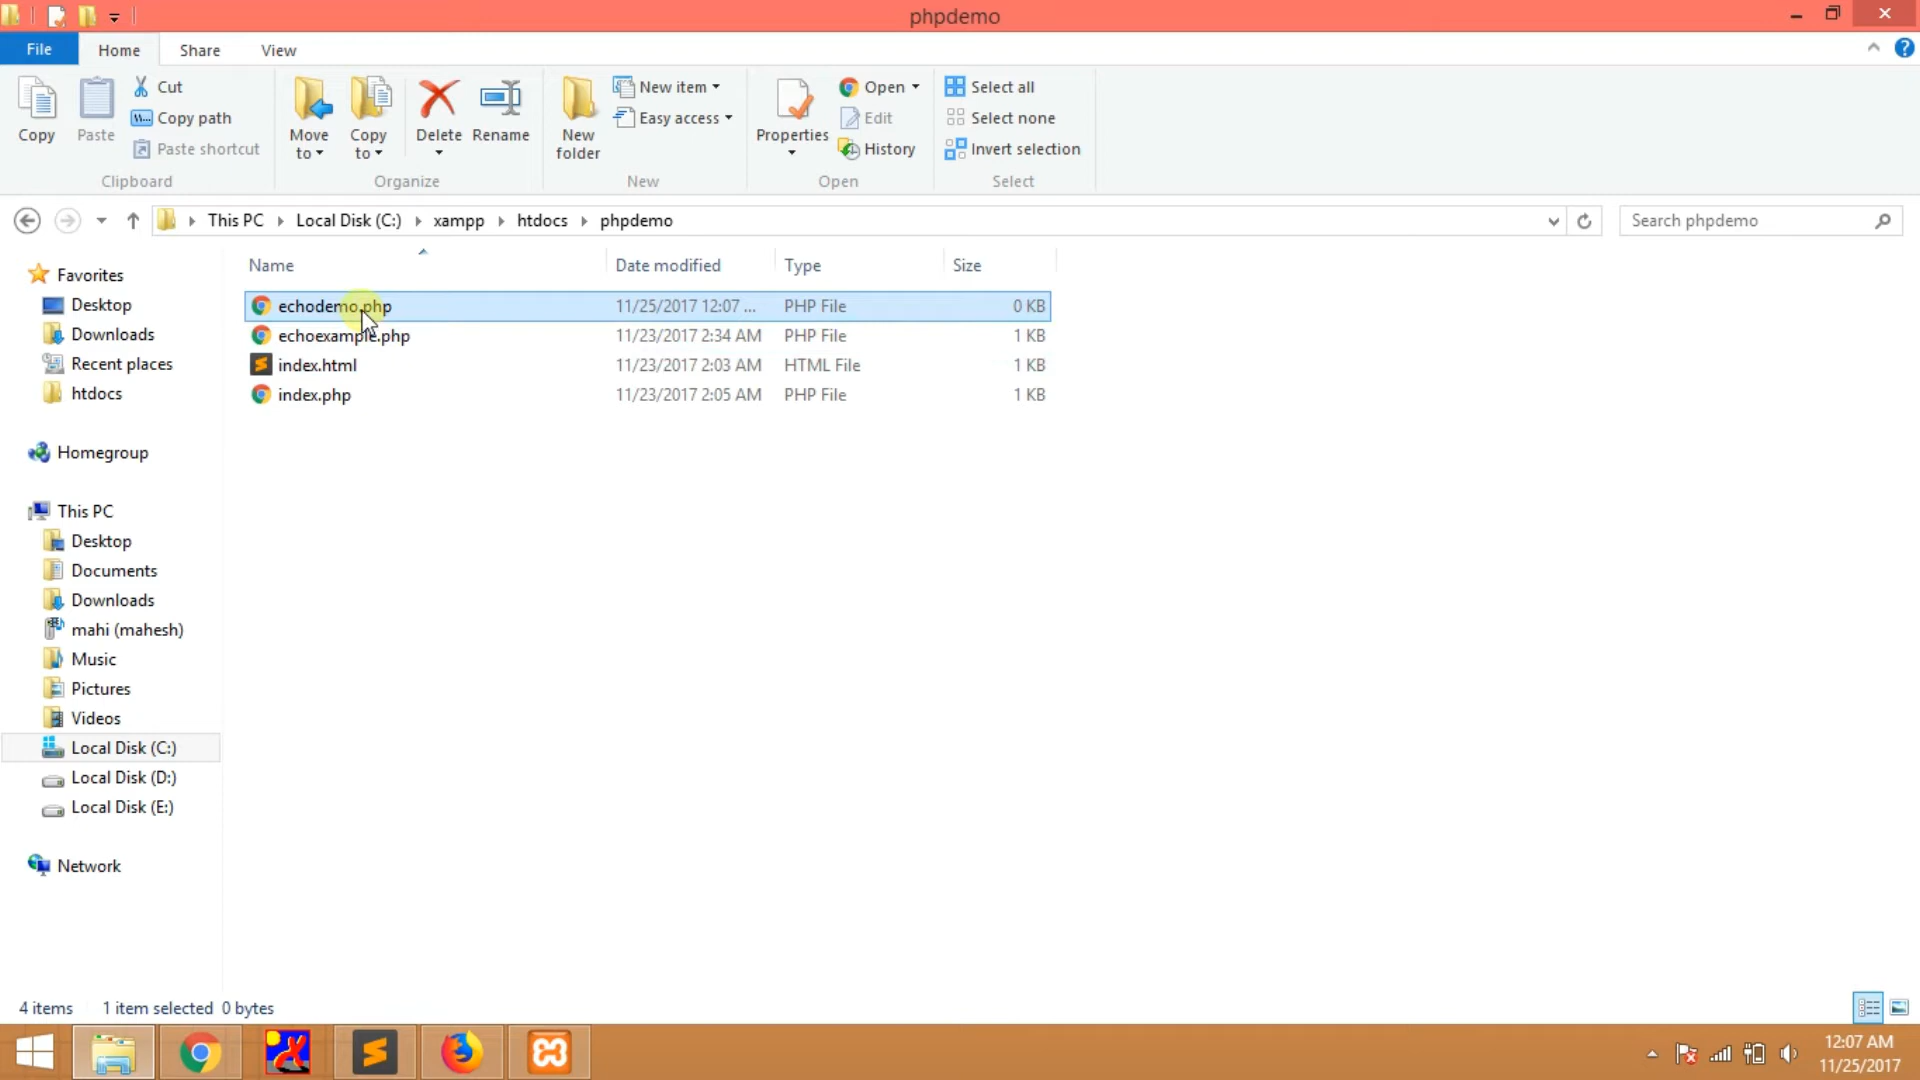 phpdemo
File Home Share View
Copy
Paste
Cut
Copy path
Paste shortcut
Clipboard
Move to
Copy to
Delete
Rename
Organize
New folder
New item
Easy access
New
Properties
Open
Edit
History
Open
Select all
Select none
Invert selection
Select
This PC Local Disk (C:) xampp htdocs phpdemo
Search phpdemo
Name Date modified Type Size
echodemo.php 11/25/2017 12:07 ... PHP File 0 KB
echoexample.php 11/23/2017 2:34 AM PHP File 1 KB
index.html 11/23/2017 2:03 AM HTML File 1 KB
index.php 11/23/2017 2:05 AM PHP File 1 KB
Favorites
Desktop
Downloads
Recent places
htdocs
Homegroup
This PC
Desktop
Documents
Downloads
mahi (mahesh)
Music
Pictures
Videos
Local Disk (C:)
Local Disk (D:)
Local Disk (E:)
Network
4 items 1 item selected 0 bytes
12:07 AM
11/25/2017